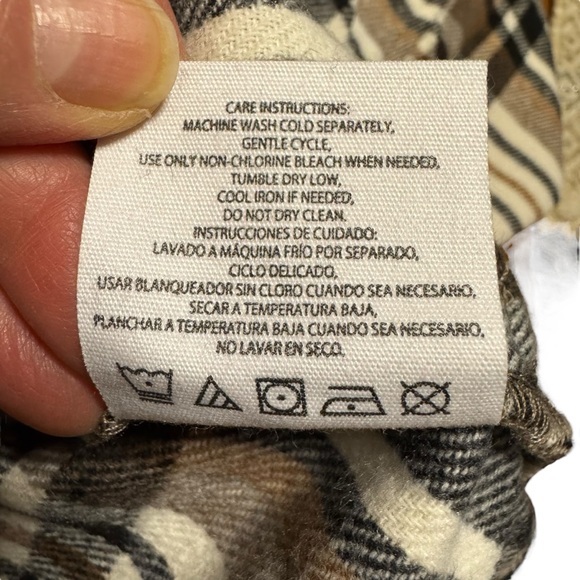 CARE INSTRUCTIONS:
MACHINE WASH COLD SEPARATELY,
GENTLE CYCLE,
USE ONLY NON-CHLORINE BLEACH WHEN NEEDED,
TUMBLE DRY LOW,
COOL IRON IF NEEDED,
DO NOT DRY CLEAN.
INSTRUCCIONES DE CUIDADO:
LAVADO A MÁQUINA FRÍO POR SEPARADO,
CICLO DELICADO,
USAR BLANQUEADOR SIN CLORO CUANDO SEA NECESARIO,
SECAR A TEMPERATURA BAJA,
PLANCHAR A TEMPERATURA BAJA CUANDO SEA NECESARIO,
NO LAVAR EN SECO.